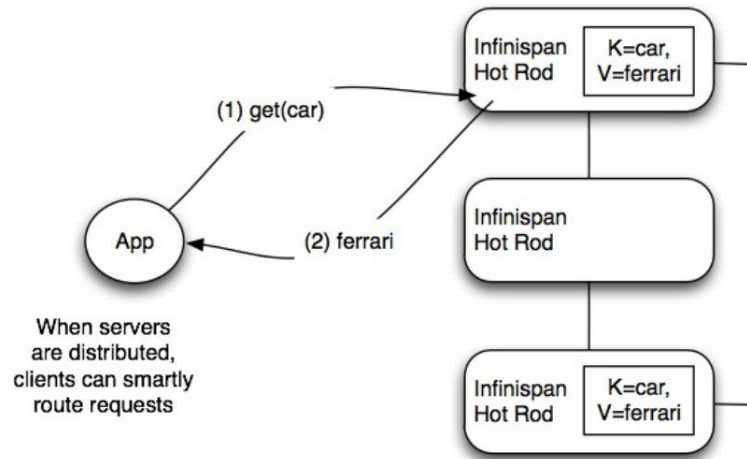 Infinispan
Hot Rod
K=car,
V=ferrari
(1) get(car)
Infinispan
Hot Rod
App
(2) ferrari
When servers
are distributed,
clients can smartly
route requests
Infinispan
Hot Rod
K=car,
V=ferrari